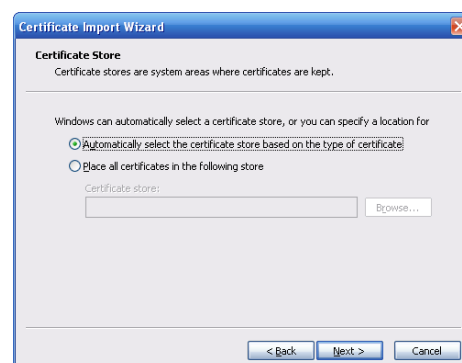 Certificate Import Wizard
Certificate Store
Certificate stores are system areas where certificates are kept.
Windows can automatically select a certificate store, or you can specify a location for
Automatically select the certificate store based on the type of certificate
Place all certificates in the following store
Certificate store:
Browse...
< Back
Next >
Cancel